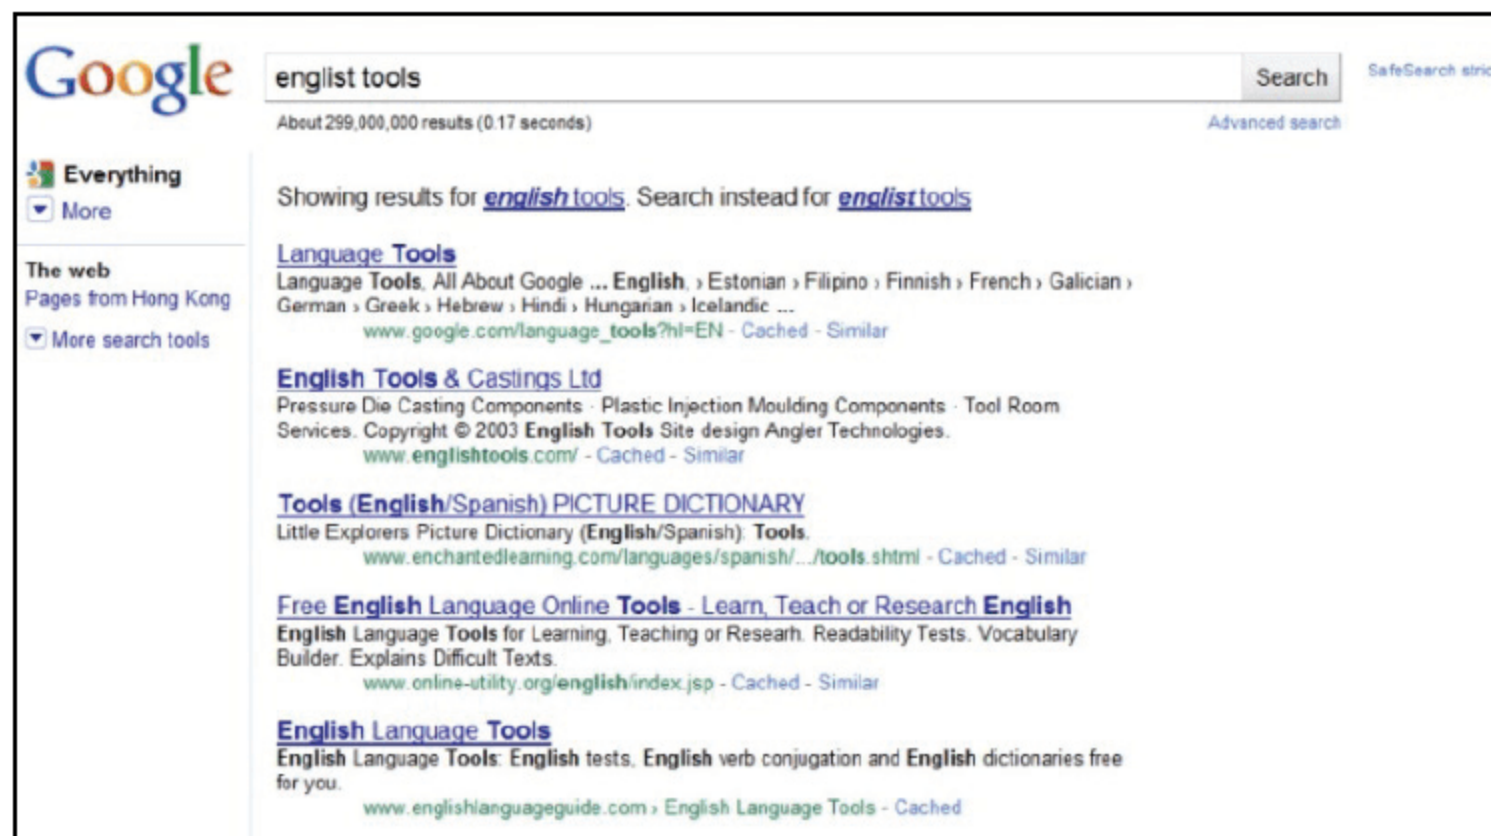 Google
englist tools
Search
SafeSearch stric
About 299,000,000 results (0.17 seconds)
Advanced search
Everything
More
The web
Pages from Hong Kong
More search tools
Showing results for english tools. Search instead for englist tools
Language Tools
Language Tools, All About Google ... English, › Estonian › Filipino › Finnish › French › Galician ›
German › Greek › Hebrew › Hindi › Hungarian › Icelandic ...
www.google.com/language_tools?hl=EN - Cached - Similar
English Tools & Castings Ltd
Pressure Die Casting Components · Plastic Injection Moulding Components · Tool Room
Services. Copyright © 2003 English Tools Site design Angler Technologies.
www.englishtools.com/ - Cached - Similar
Tools (English/Spanish) PICTURE DICTIONARY
Little Explorers Picture Dictionary (English/Spanish): Tools.
www.enchantedlearning.com/languages/spanish/.../tools.shtml - Cached - Similar
Free English Language Online Tools - Learn, Teach or Research English
English Language Tools for Learning, Teaching or Researh. Readability Tests. Vocabulary
Builder. Explains Difficult Texts.
www.online-utility.org/english/index.jsp - Cached - Similar
English Language Tools
English Language Tools: English tests, English verb conjugation and English dictionaries free
for you.
www.englishlanguageguide.com › English Language Tools - Cached